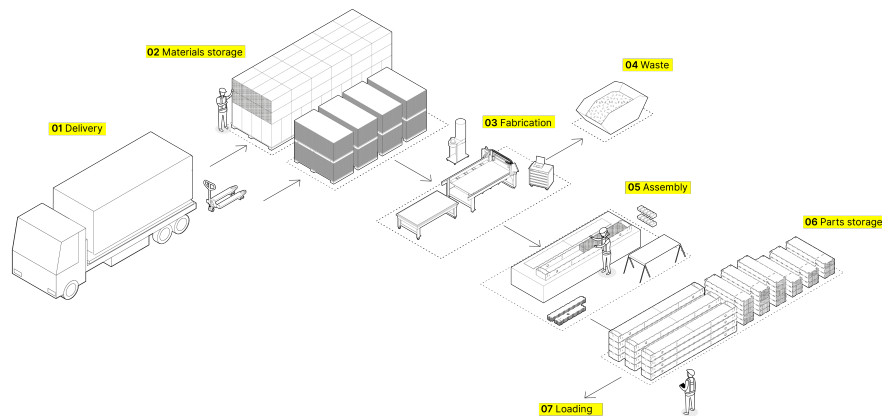 02 Materials storage
04 Waste
01 Delivery
03 Fabrication
05 Assembly
06 Parts storage
07 Loading